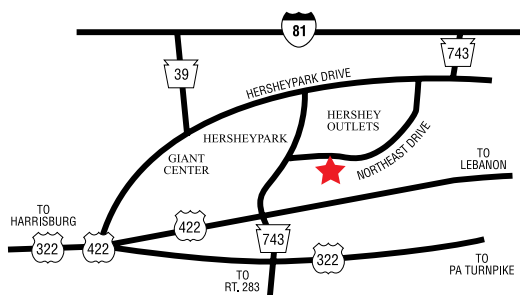 81
743
39
HERSHEYPARK DRIVE
HERSHEY
OUTLETS
HERSHEYPARK
GIANT
CENTER
NORTHEAST DRIVE
TO
LEBANON
TO
HARRISBURG
422
322
422
743
322
TO
RT. 283
TO
PA TURNPIKE